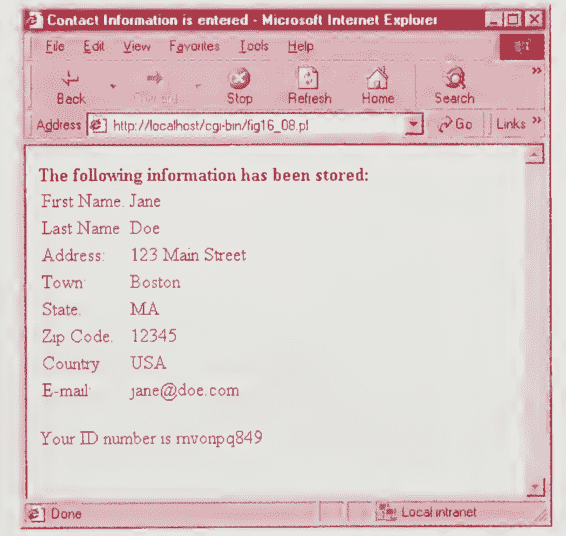 Contact Information is entered - Microsoft Internet Explorer
File Edit View Favorites Tools Help
Back Forward Stop Refresh Home Search »
Address http://localhost/cgi-bin/fig16_08.pl Go Links »
The following information has been stored:
First Name: Jane
Last Name Doe
Address: 123 Main Street
Town: Boston
State: MA
Zip Code: 12345
Country USA
E-mail: jane@doe.com
Your ID number is mvonpq849
Done Local intranet